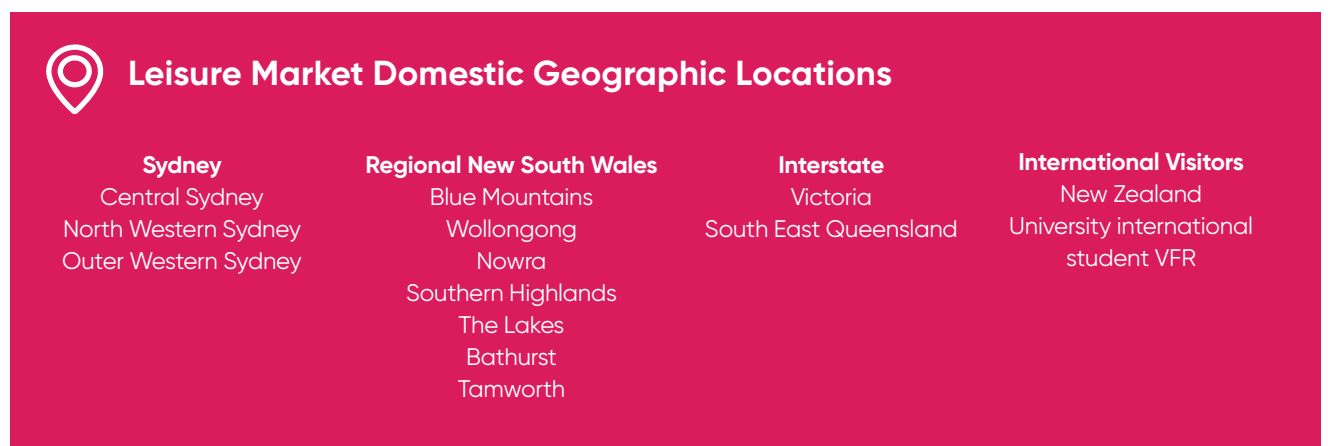 Leisure Market Domestic Geographic Locations
Sydney
Central Sydney
North Western Sydney
Outer Western Sydney
Regional New South Wales
Blue Mountains
Wollongong
Nowra
Southern Highlands
The Lakes
Bathurst
Tamworth
Interstate
Victoria
South East Queensland
International Visitors
New Zealand
University international
student VFR